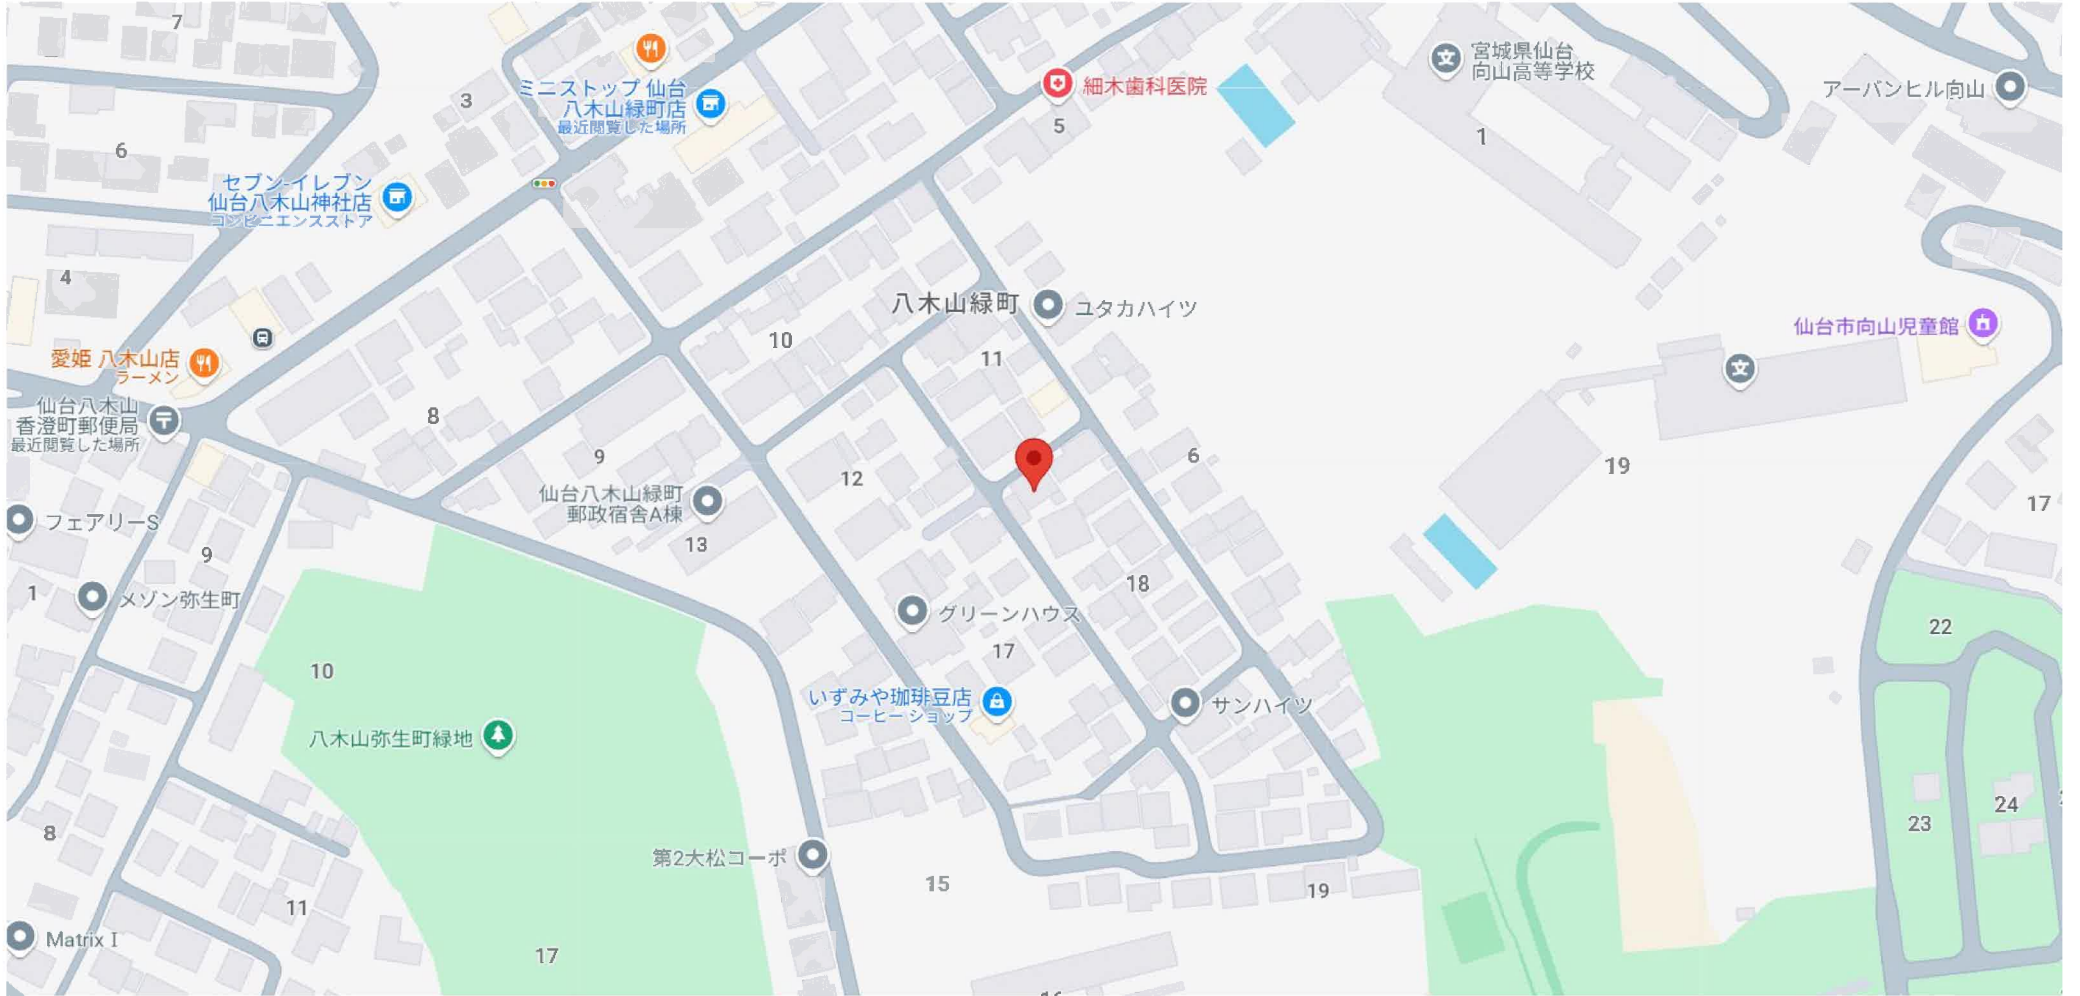 7
ミニストップ 仙台
八木山緑町店
最近閲覧した場所
3
細木歯科医院
5
宮城県仙台
向山高等学校
1
アーバンヒル向山
6
セブン-イレブン
仙台八木山神社店
コンビニエンスストア
4
八木山緑町
ユタカハイツ
10
11
仙台市向山児童館
愛姫 八木山店
ラーメン
仙台八木山
香澄町郵便局
最近閲覧した場所
8
9
12
6
19
仙台八木山緑町
郵政宿舎A棟
13
フェアリーS
9
17
1
メゾン弥生町
18
グリーンハウス
22
17
10
いずみや珈琲豆店
コーヒー ショップ
サンハイツ
八木山弥生町緑地
8
第2大松コーポ
15
19
23
24
11
Matrix I
17